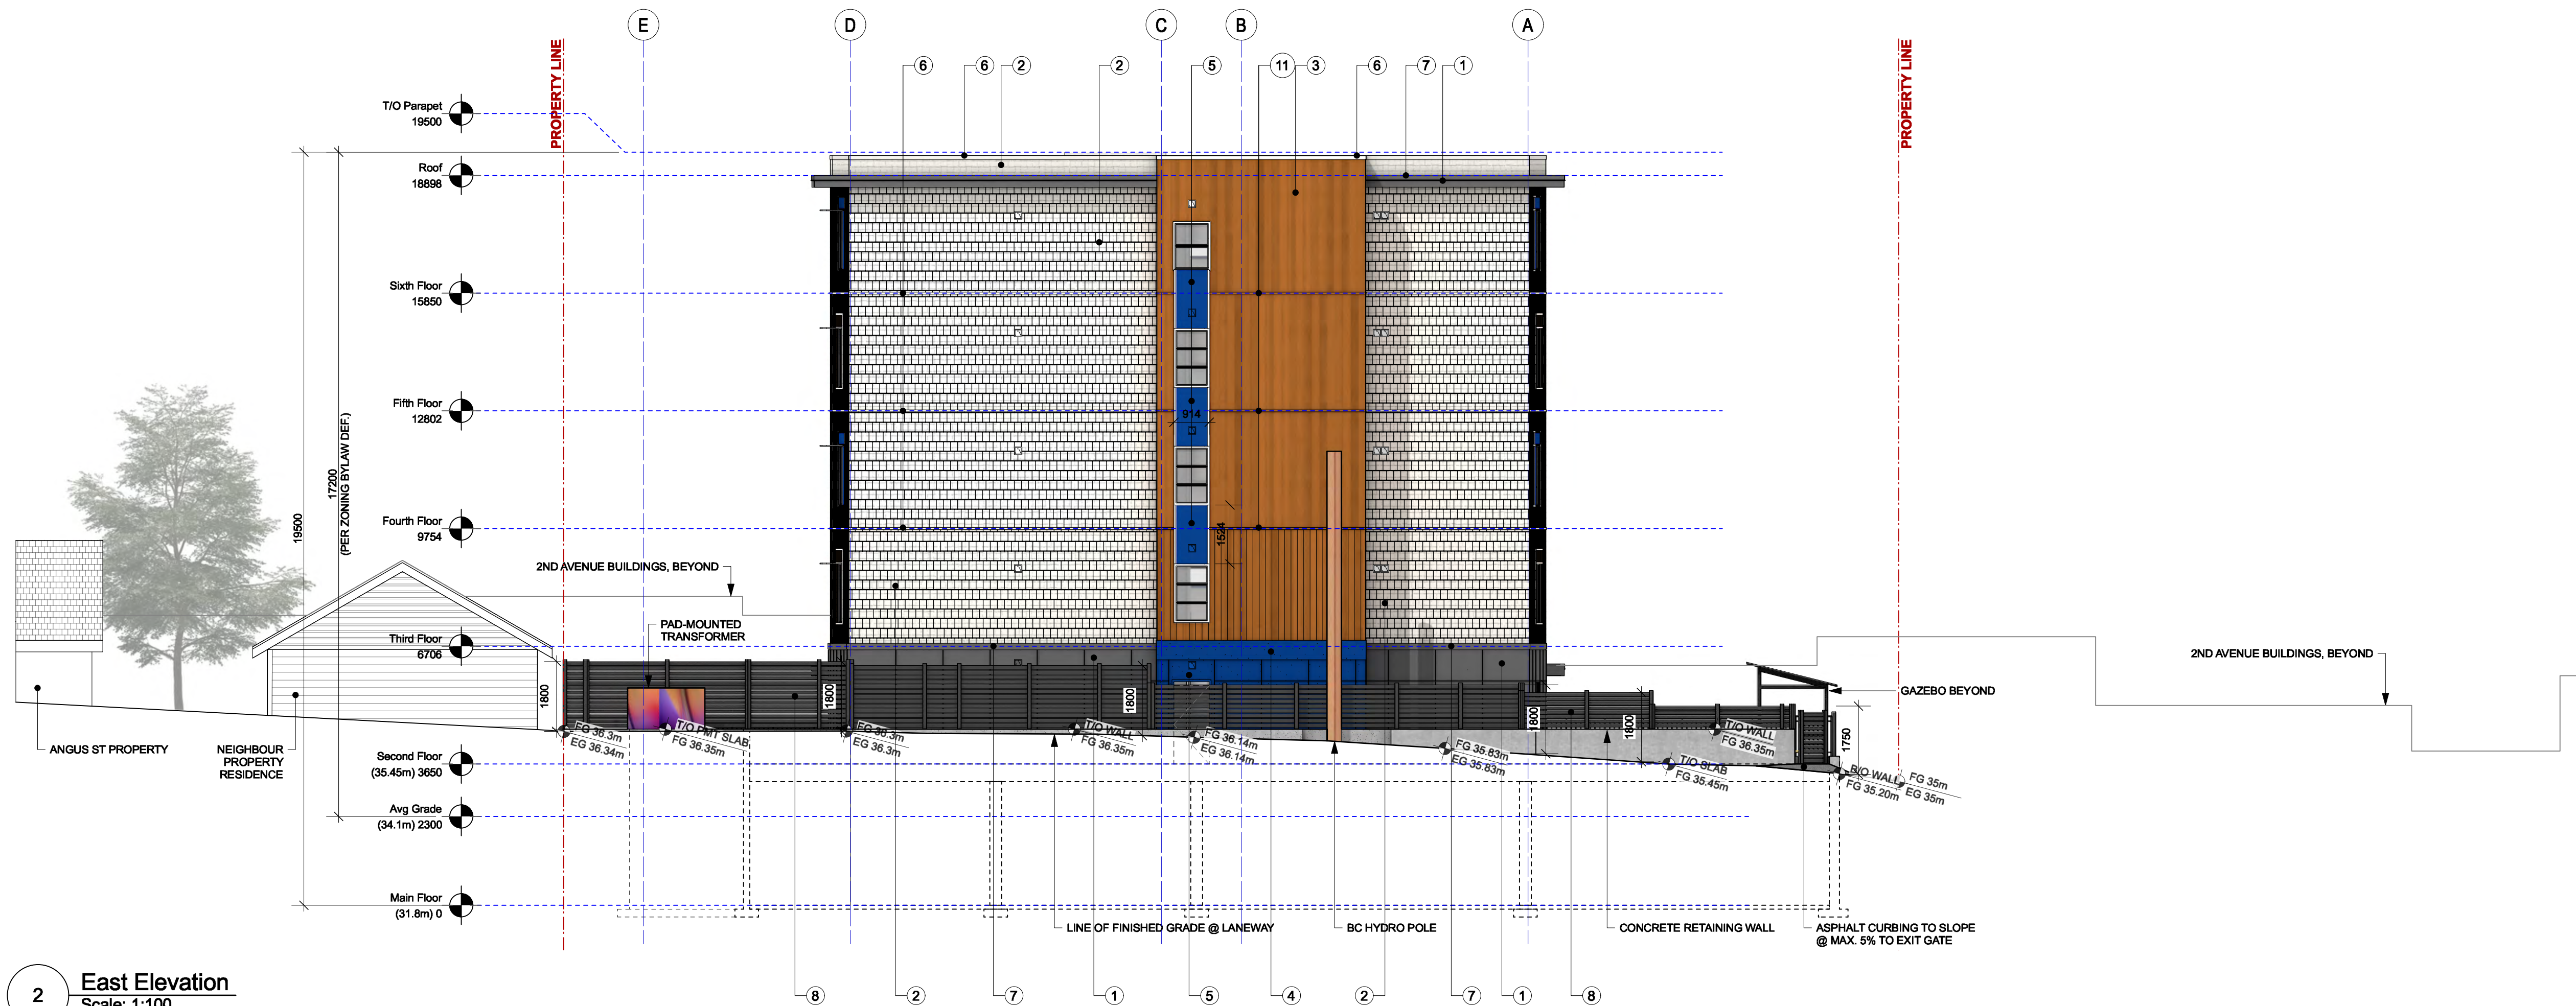 E
D
C
B
A
PROPERTY LINE
PROPERTY LINE
6
6
2
2
5
11
3
6
7
1
T/O Parapet
19500
Roof
18898
Sixth Floor
15850
Fifth Floor
12802
Fourth Floor
9754
Third Floor
6706
Second Floor
(35.45m) 3650
Avg Grade
(34.1m) 2300
Main Floor
(31.8m) 0
19500
17200
(PER ZONING BYLAW DEF.)
914
1524
2ND AVENUE BUILDINGS, BEYOND
PAD-MOUNTED
TRANSFORMER
2ND AVENUE BUILDINGS, BEYOND
GAZEBO BEYOND
1800
1800
1800
1800
1800
1750
ANGUS ST PROPERTY
NEIGHBOUR
PROPERTY
RESIDENCE
FG 36.3m
EG 36.34m
T/O PMT SLAB
FG 36.35m
FG 36.3m
EG 36.3m
T/O WALL
FG 36.35m
FG 36.14m
EG 36.14m
FG 35.83m
EG 35.83m
T/O SLAB
FG 35.45m
T/O WALL
FG 36.35m
B/O WALL
FG 35.20m
FG 35m
EG 35m
LINE OF FINISHED GRADE @ LANEWAY
BC HYDRO POLE
CONCRETE RETAINING WALL
ASPHALT CURBING TO SLOPE
@ MAX. 5% TO EXIT GATE
8
2
7
1
5
4
2
7
1
8
2
East Elevation
Scale: 1:100